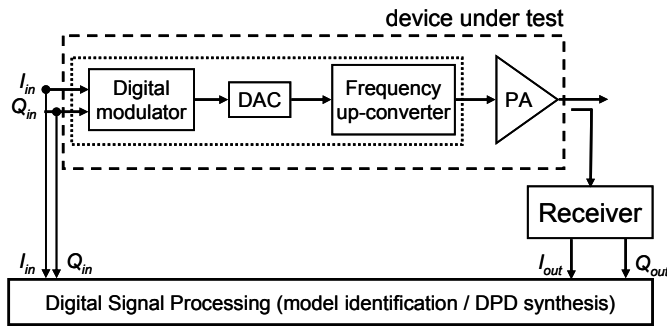 device under test
I_in
Q_in
Digital
modulator
DAC
Frequency
up-converter
PA
Receiver
I_in
Q_in
I_out
Q_out
Digital Signal Processing (model identification / DPD synthesis)